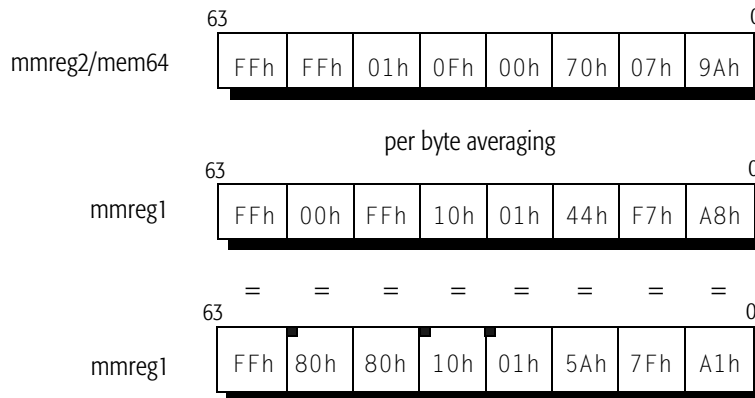 63 0
mmreg2/mem64 FFh FFh 01h 0Fh 00h 70h 07h 9Ah
per byte averaging
63 0
mmreg1 FFh 00h FFh 10h 01h 44h F7h A8h
= = = = = = = =
63 0
mmreg1 FFh 80h 80h 10h 01h 5Ah 7Fh A1h